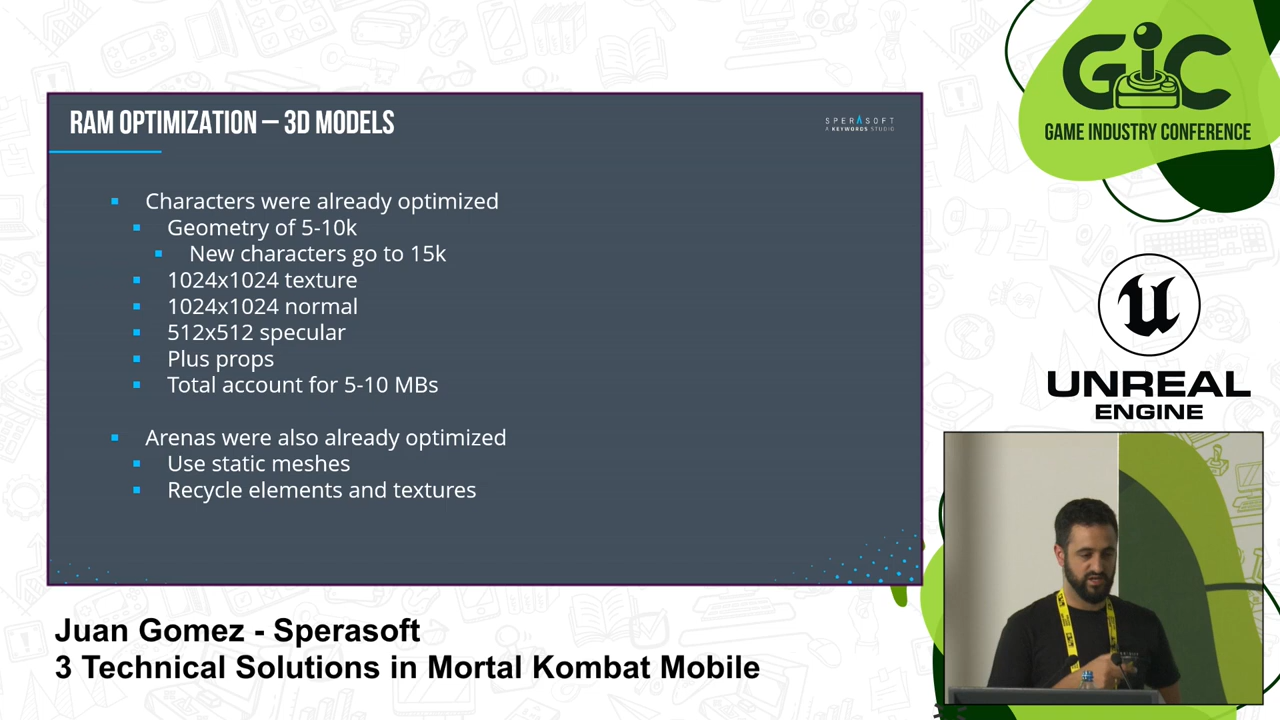 RAM OPTIMIZATION – 3D MODELS
SPERASOFT
A KEYWORDS STUDIO
Characters were already optimized
Geometry of 5-10k
New characters go to 15k
1024x1024 texture
1024x1024 normal
512x512 specular
Plus props
Total account for 5-10 MBs
Arenas were also already optimized
Use static meshes
Recycle elements and textures
GIC
GAME INDUSTRY CONFERENCE
UNREAL
ENGINE
Juan Gomez - Sperasoft
3 Technical Solutions in Mortal Kombat Mobile